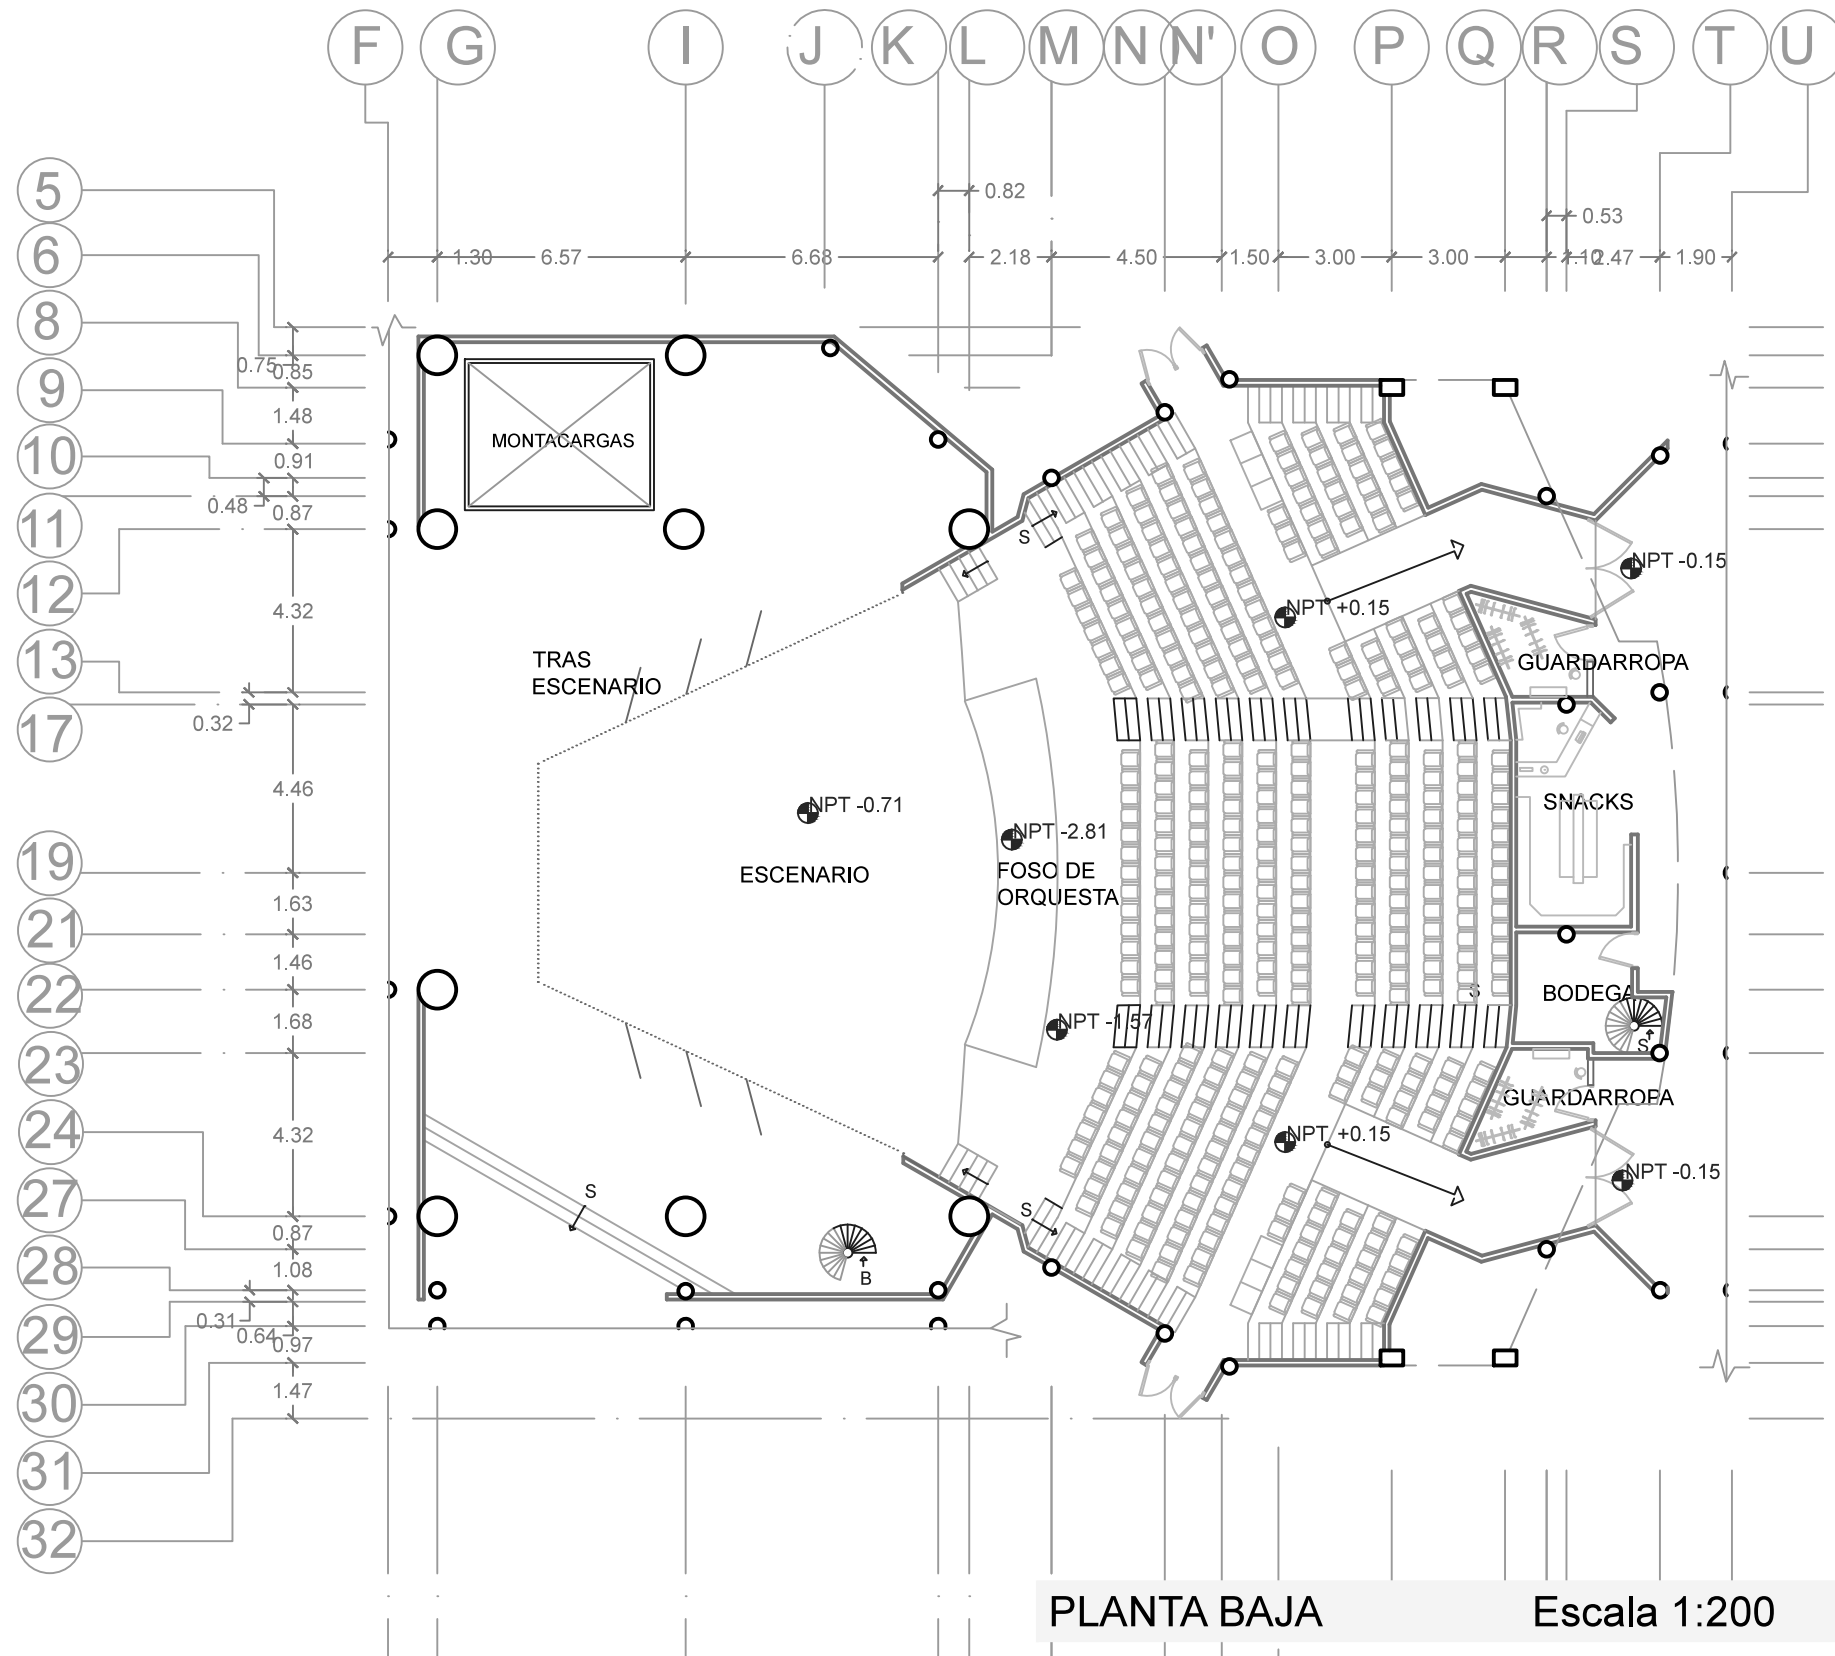 F G I J K L M N N' O P Q R S T U
5
6
8
9
10
11
12
13
17
19
21
22
23
24
27
28
29
30
31
32
0.82
0.53
1.30 6.57 6.68 2.18 4.50 1.50 3.00 3.00 1.10 2.47 1.90
0.75
0.85
1.48
0.91
0.48
0.87
4.32
0.32
4.46
1.63
1.46
1.68
4.32
0.87
1.08
0.31
0.64
0.97
1.47
MONTACARGAS
S
NPT -0.15
NPT +0.15
TRAS
ESCENARIO
GUARDARROPA
NPT -0.71
SNACKS
NPT -2.81
ESCENARIO
FOSO DE
ORQUESTA
S
BODEGA
NPT -1.57
S
GUARDARROPA
NPT +0.15
NPT -0.15
S
S
B
PLANTA BAJA Escala 1:200